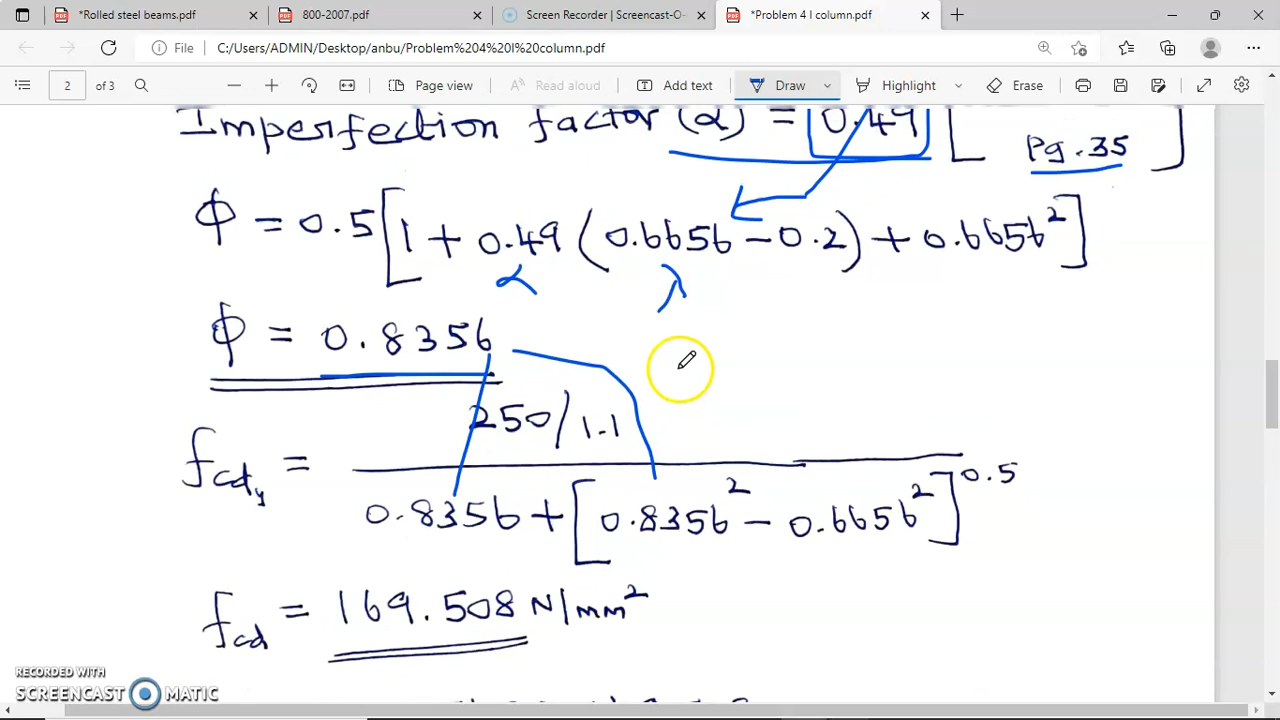 *Rolled steel beams.pdf
800-2007.pdf
Screen Recorder | Screencast-O-
*Problem 4 I column.pdf
File
C:/Users/ADMIN/Desktop/anbu/Problem%204%20I%20column.pdf
2 of 3
Page view
Read aloud
Add text
Draw
Highlight
Erase
Imperfection factor (α) = 0.49 [
Pg.35 ]
Φ = 0.5[1 + 0.49 (0.6656 - 0.2) + 0.6656²]
α λ
Φ = 0.8356
250/1.1
fcdy =
0.8356 + [0.8356² - 0.6656²]^0.5
fcd = 169.508 N/mm²
RECORDED WITH
SCREENCAST MATIC